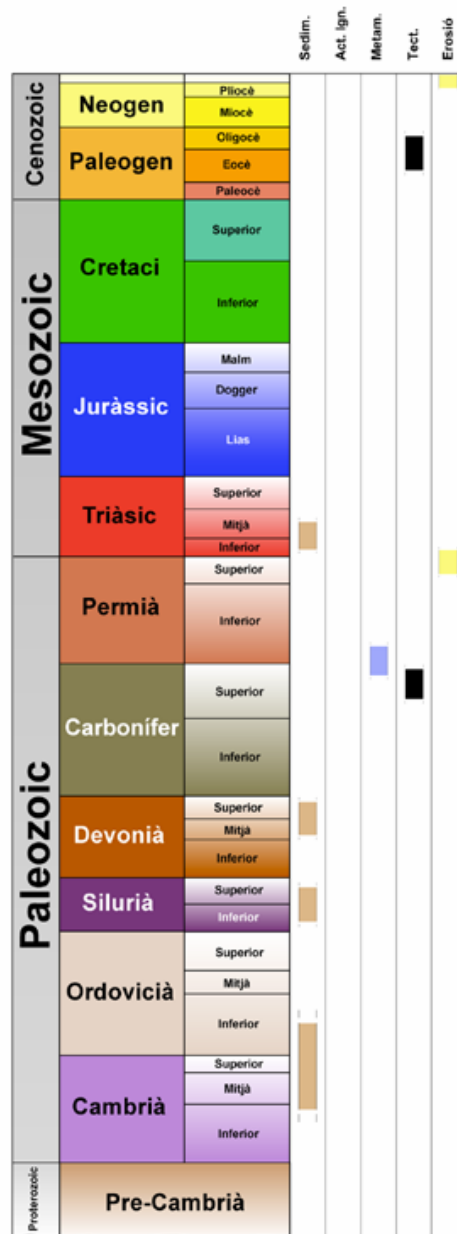 Sedim.
Act. Ign.
Metam.
Tect.
Erosió
Cenozoic
Neogen
Pliocè
Miocè
Paleogen
Oligocè
Eocè
Paleocè
Mesozoic
Cretaci
Superior
Inferior
Juràssic
Malm
Dogger
Lias
Triàsic
Superior
Mitjà
Inferior
Paleozoic
Permià
Superior
Inferior
Carbonífer
Superior
Inferior
Devonià
Superior
Mitjà
Inferior
Silurià
Superior
Inferior
Ordovicià
Superior
Mitjà
Inferior
Cambrià
Superior
Mitjà
Inferior
Proterozoic
Pre-Cambrià